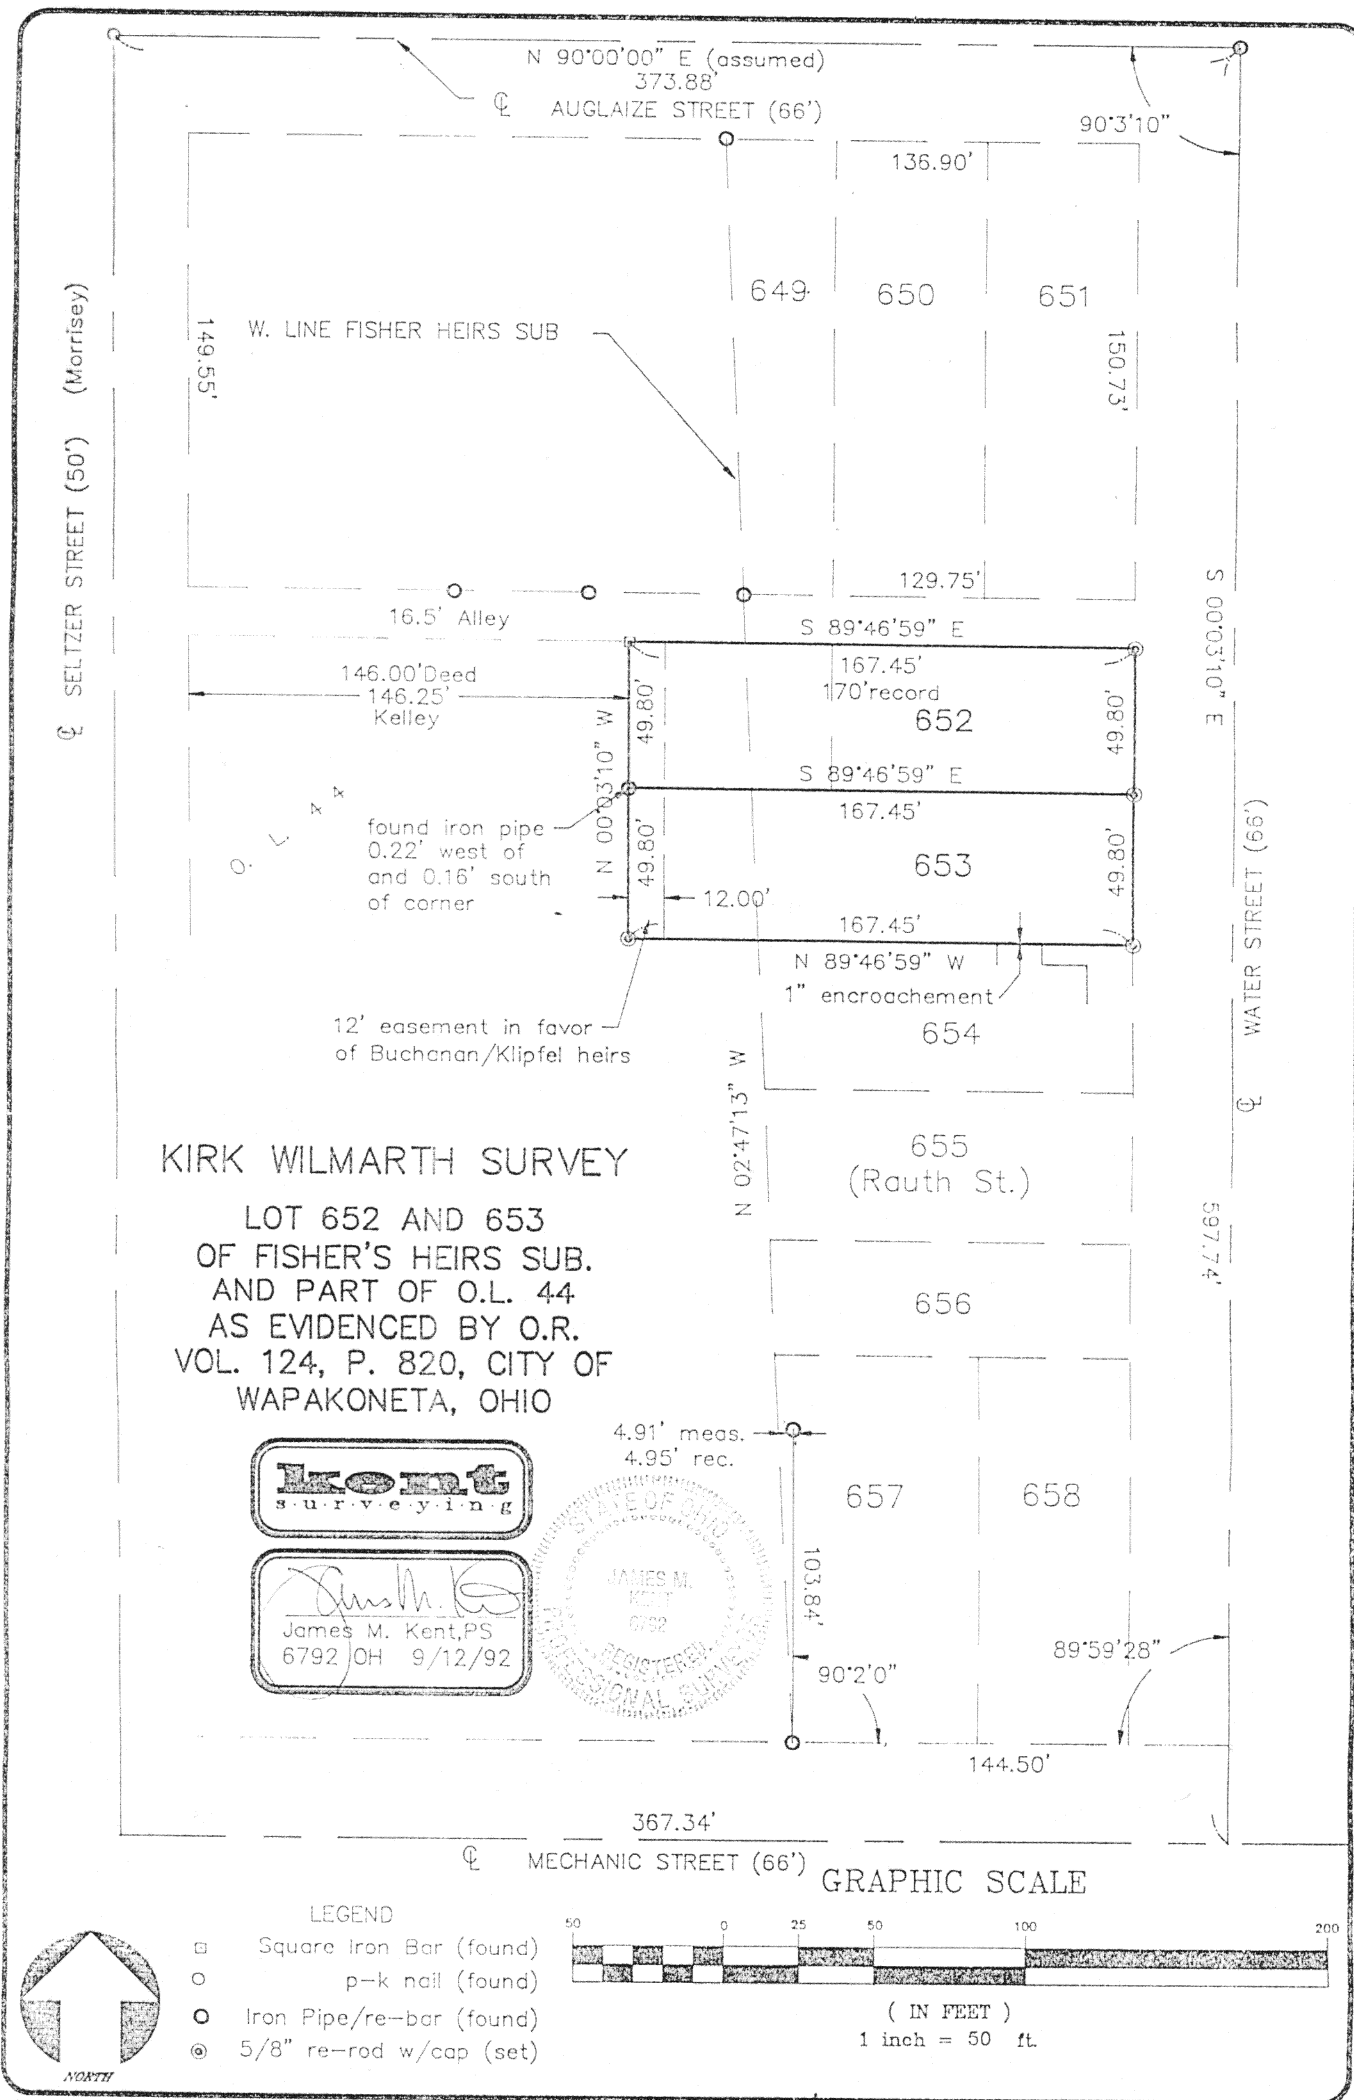 N 90°00'00" E (assumed)
373.88'
℄ AUGLAIZE STREET (66')
90°3'10"
136.90'
649
650
651
W. LINE FISHER HEIRS SUB
149.55'
150.73'
℄ SELTZER STREET (50') (Morrisey)
129.75'
16.5' Alley
S 89°46'59" E
167.45'
170'record
146.00'Deed
146.25'
Kelley
49.80'
652
49.80'
N 00°03'10" W
S 00°03'10" E
S 89°46'59" E
167.45'
O. L. 44
found iron pipe
0.22' west of
and 0.16' south
of corner
49.80'
653
49.80'
12.00'
167.45'
N 89°46'59" W
1" encroachement
654
12' easement in favor
of Buchanan/Klipfel heirs
℄ WATER STREET (66')
N 02°47'13" W
655
(Rauth St.)
597.74'
KIRK WILMARTH SURVEY
LOT 652 AND 653
OF FISHER'S HEIRS SUB.
AND PART OF O.L. 44
AS EVIDENCED BY O.R.
VOL. 124, P. 820, CITY OF
WAPAKONETA, OHIO
656
4.91' meas.
4.95' rec.
657
658
kent
s·u·r·v·e·y·i·n·g
James M. Kent
James M. Kent,PS
6792 OH 9/12/92
STATE OF OHIO
JAMES M.
KENT
6792
REGISTERED
PROFESSIONAL SURVEYOR
103.84'
90°2'0"
89°59'28"
144.50'
367.34'
℄ MECHANIC STREET (66')
GRAPHIC SCALE
50 0 25 50 100 200
( IN FEET )
1 inch = 50 ft.
LEGEND
Square Iron Bar (found)
p-k nail (found)
Iron Pipe/re-bar (found)
5/8" re-rod w/cap (set)
NORTH